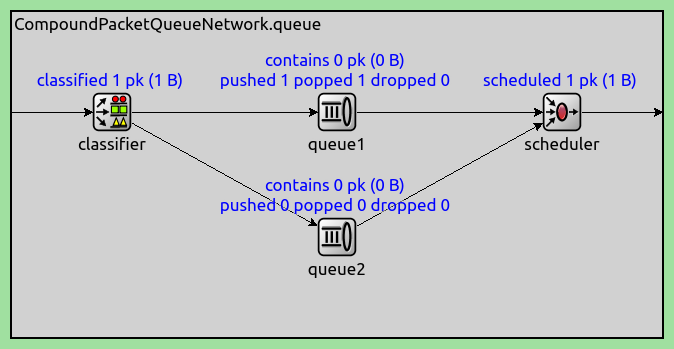 CompoundPacketQueueNetwork.queue
contains 0 pk (0 B)
classified 1 pk (1 B)
pushed 1 popped 1 dropped 0
scheduled 1 pk (1 B)
classifier
queue1
scheduler
contains 0 pk (0 B)
pushed 0 popped 0 dropped 0
queue2